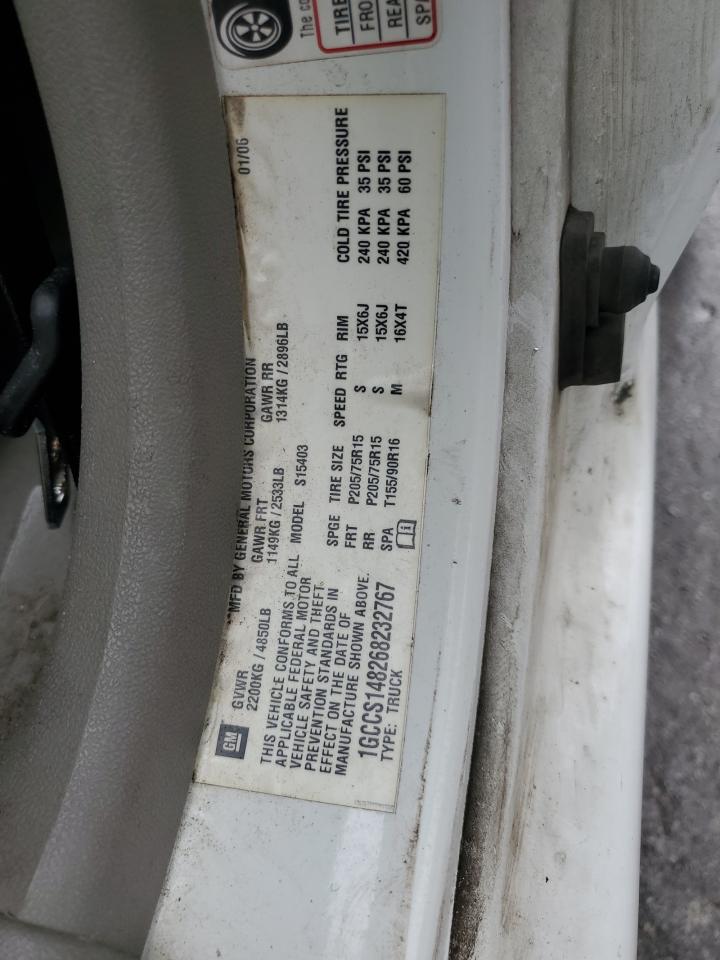 The co
TIRE
FRO
REA
SPA
MFD BY GENERAL MOTORS CORPORATION 01/06
GM
GVWR GAWR FRT GAWR RR
2200KG / 4850LB 1149KG / 2533LB 1314KG / 2896LB
THIS VEHICLE CONFORMS TO ALL MODEL S15403
APPLICABLE FEDERAL MOTOR
VEHICLE SAFETY AND THEFT
PREVENTION STANDARDS IN
EFFECT ON THE DATE OF
MANUFACTURE SHOWN ABOVE.
1GCCS148268232767
TYPE: TRUCK
SPGE TIRE SIZE SPEED RTG RIM COLD TIRE PRESSURE
FRT P205/75R15 S 15X6J 240 KPA 35 PSI
RR P205/75R15 S 15X6J 240 KPA 35 PSI
SPA T155/90R16 M 16X4T 420 KPA 60 PSI